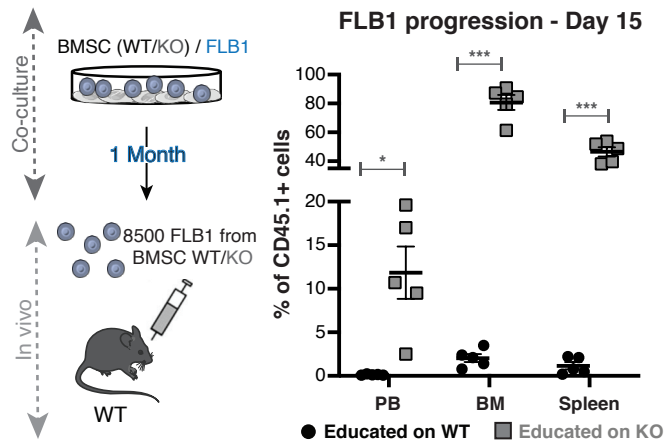 Co-culture
BMSC (WT/KO) / FLB1
1 Month
In vivo
8500 FLB1 from
BMSC WT/KO
WT
FLB1 progression - Day 15
% of CD45.1+ cells
100
80
60
40
20
15
10
5
0
*
***
***
PB BM Spleen
Educated on WT Educated on KO